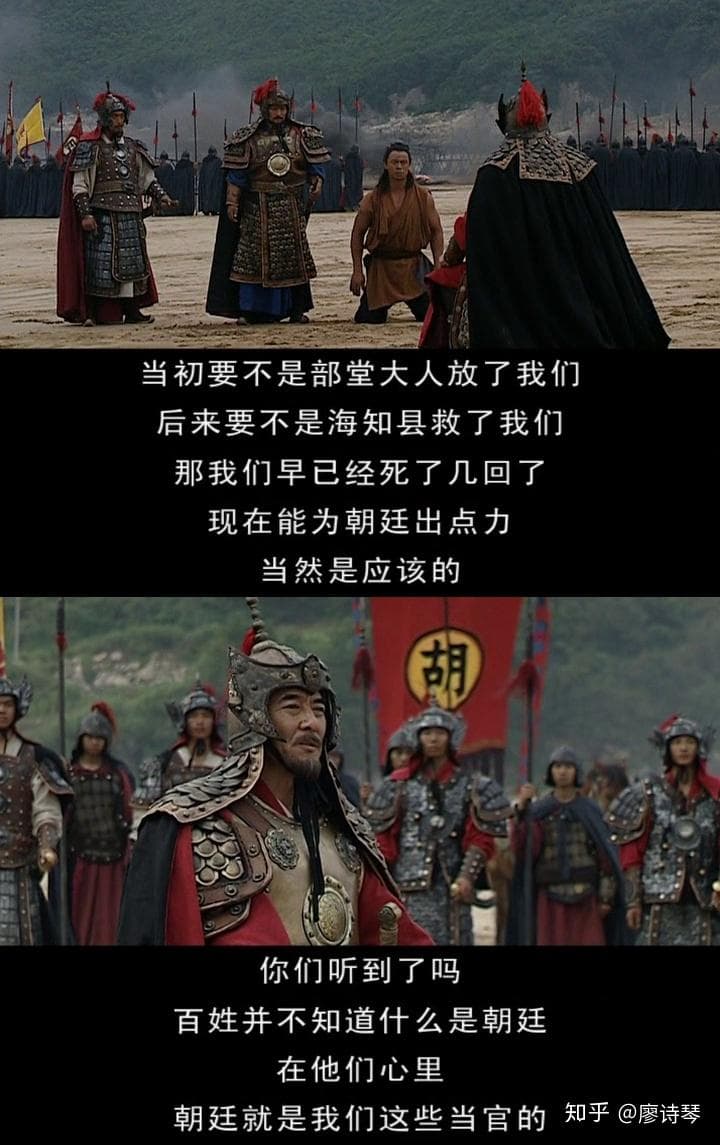 当初要不是部堂大人放了我们
后来要不是海知县救了我们
那我们早已经死了几回了
现在能为朝廷出点力
当然是应该的
胡
你们听到了吗
百姓并不知道什么是朝廷
在他们心里
朝廷就是我们这些当官的
知乎 @廖诗琴